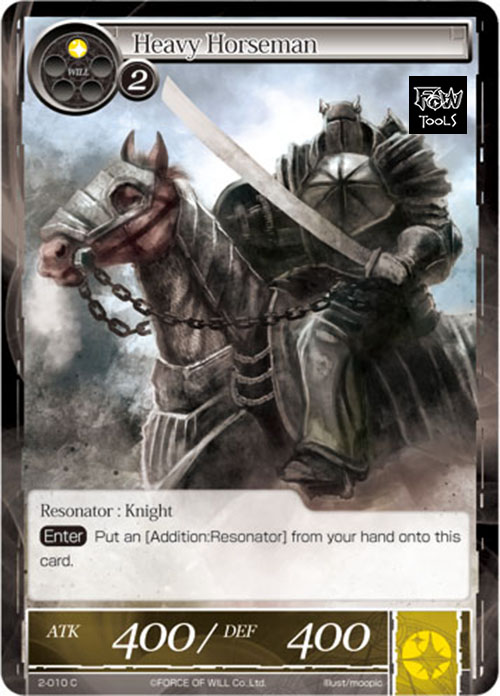 Heavy Horseman
WILL
2
FOW
TOOLS
Resonator : Knight
Enter Put an [Addition:Resonator] from your hand onto this
card.
ATK 400 / DEF 400
2-010 C ©FORCE OF WILL Co.,Ltd. Illust/moopic